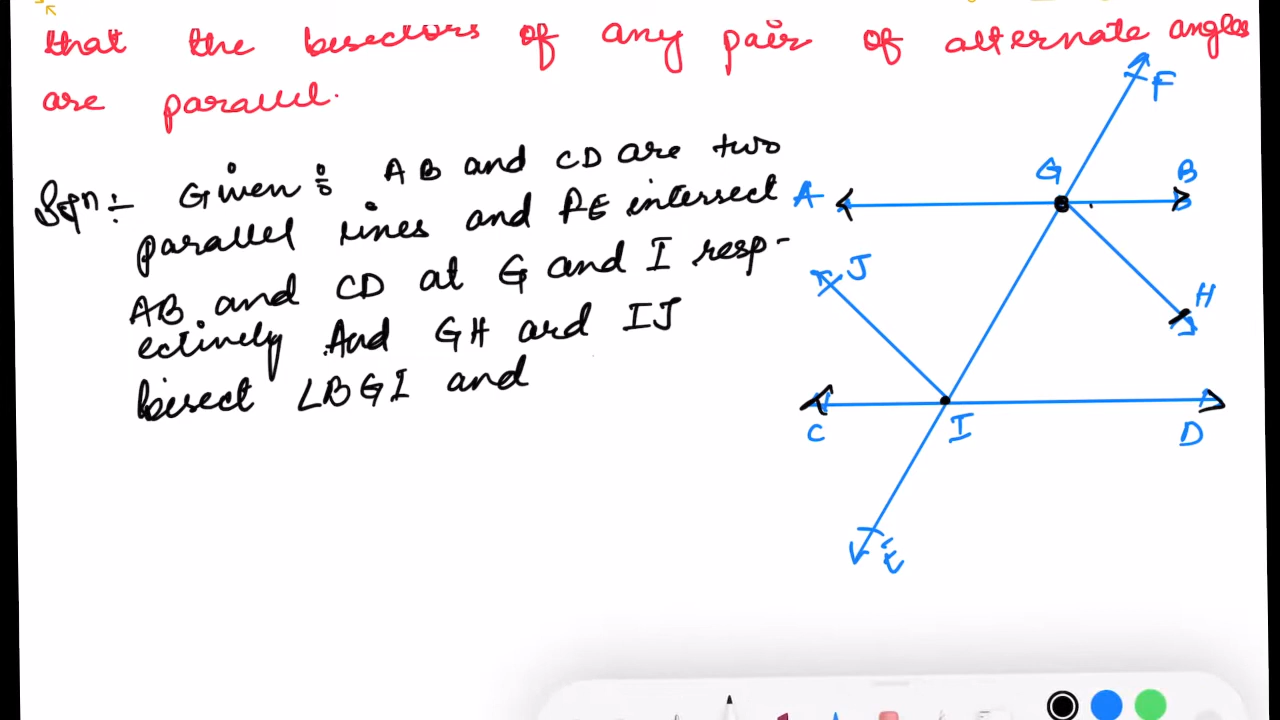 that the bisectors of any pair of alternate angles
are parallel.
Soln:- Given : AB and CD are two
parallel lines and FE intersect
AB and CD at G and I resp-
ectively And GH and IJ
bisect ∠BGI and
F
G
B
A
J
H
C
I
D
E